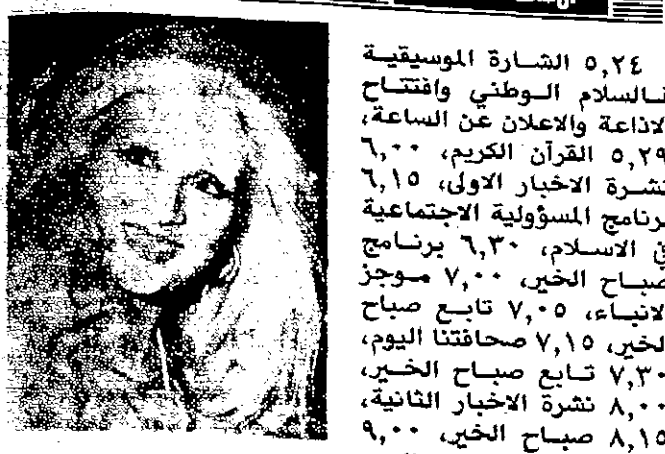 ٥,٢٤ الشارة الموسيقية
فالسلام الوطني وافتتاح
الاذاعة والاعلان عن الساعة،
٥,٢٩ القرآن الكريم، ٦,٠٠
نشرة الاخبار الاولى، ٦,١٥
برنامج المسؤولية الاجتماعية
في الاسلام، ٦,٣٠ برنامج
صباح الخير، ٧,٠٠ موجز
الانباء، ٧,٠٥ تابع صباح
الخير، ٧,١٥ صحافتنا اليوم،
٧,٣٠ تابع صباح الخير،
٨,٠٠ نشرة الاخبار الثانية،
٨,١٥ صباح الخير، ٩,٠٠